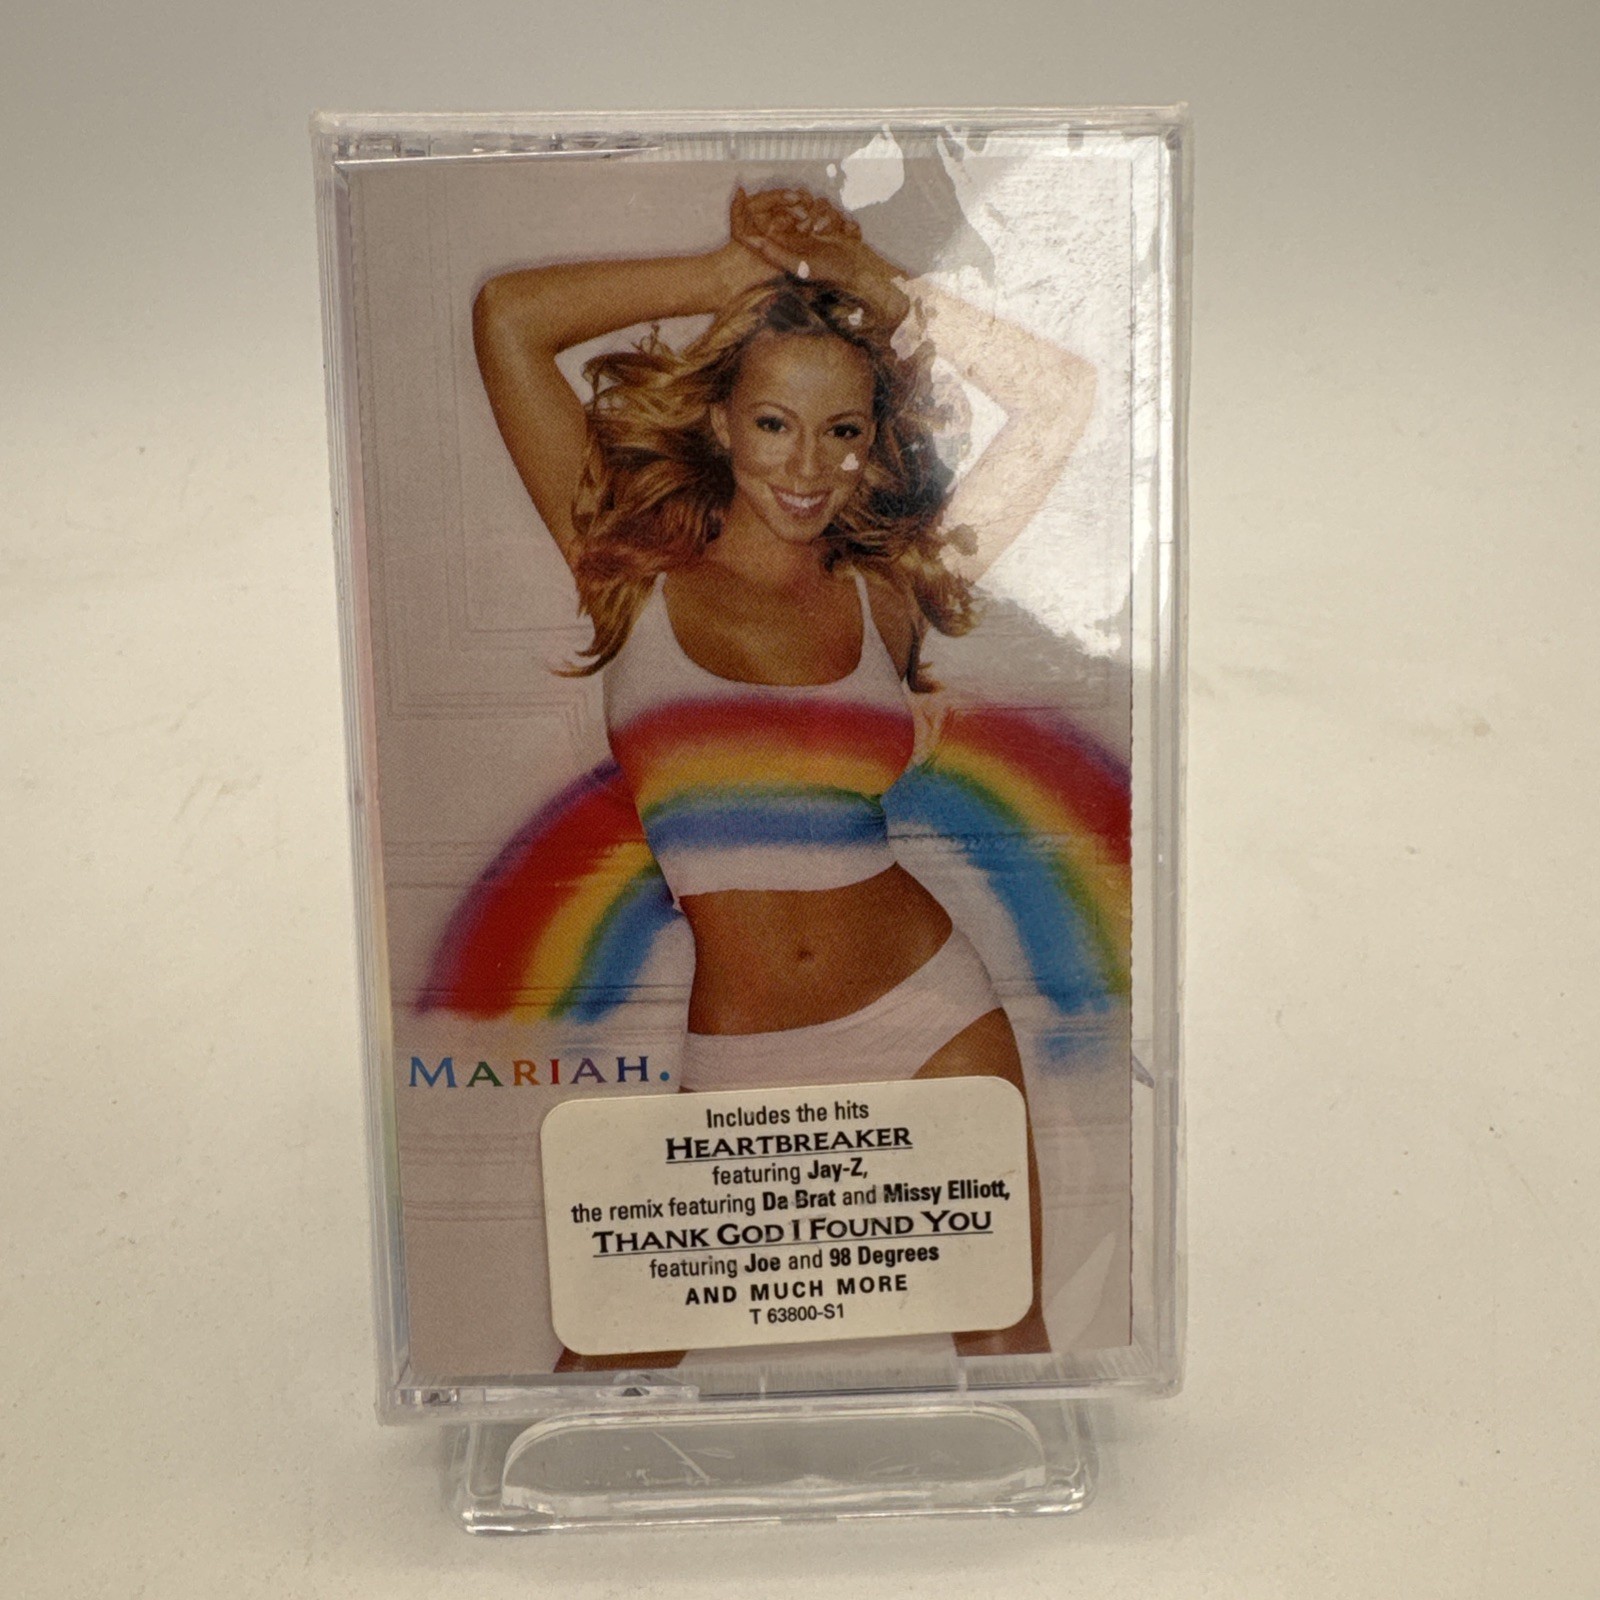 MARIAH.
Includes the hits
HEARTBREAKER
featuring Jay-Z,
the remix featuring Da Brat and Missy Elliott,
THANK GOD I FOUND YOU
featuring Joe and 98 Degrees
AND MUCH MORE
T 63800-S1